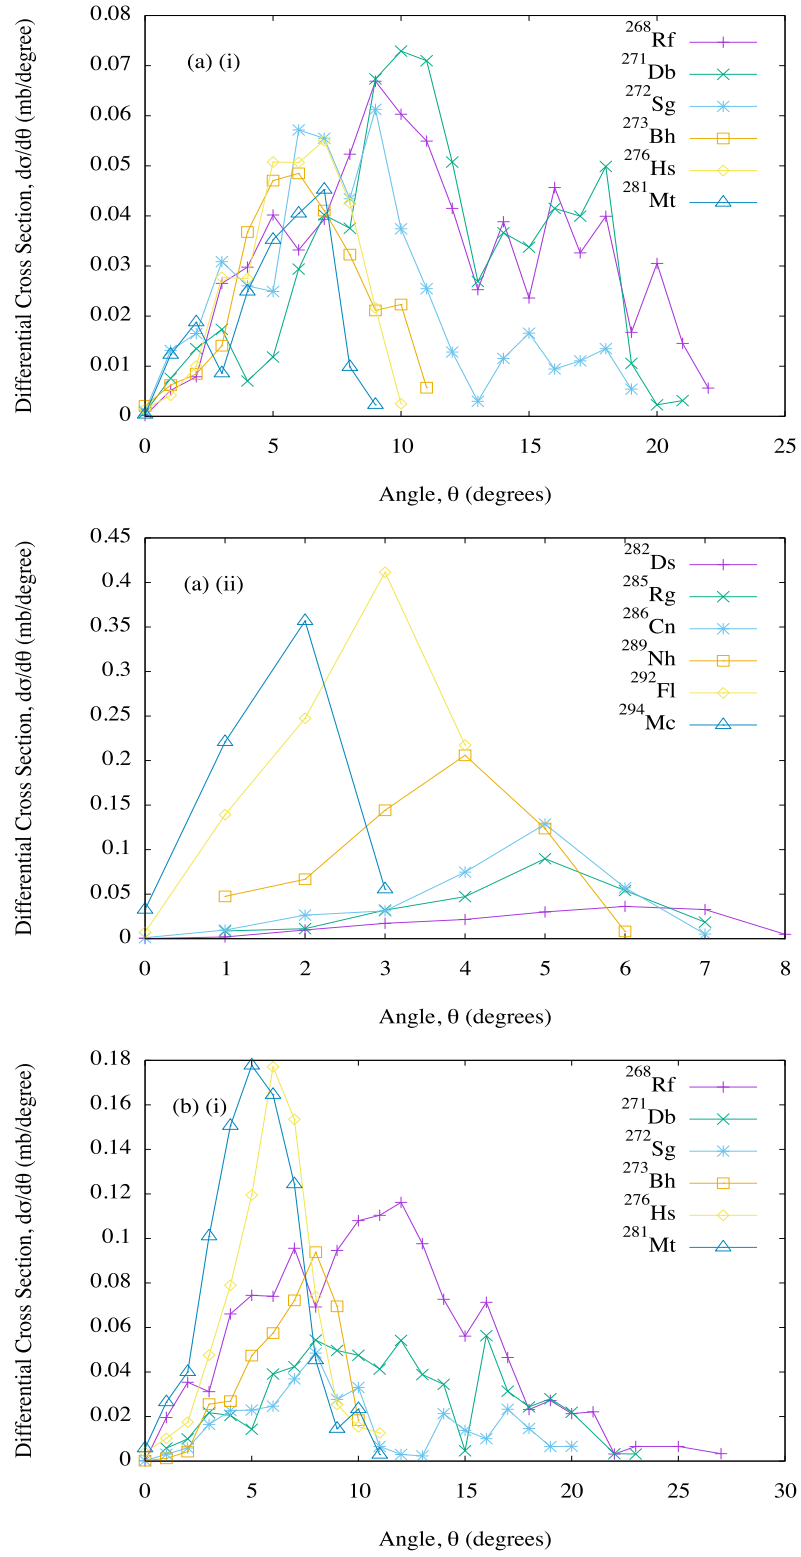 Differential Cross Section, dσ/dθ (mb/degree)
0.08
0.07
0.06
0.05
0.04
0.03
0.02
0.01
0
(a) (i)
268Rf
271Db
272Sg
273Bh
276Hs
281Mt
0 5 10 15 20 25
Angle, θ (degrees)
Differential Cross Section, dσ/dθ (mb/degree)
0.45
0.4
0.35
0.3
0.25
0.2
0.15
0.1
0.05
0
(a) (ii)
282Ds
285Rg
286Cn
289Nh
292Fl
294Mc
0 1 2 3 4 5 6 7 8
Angle, θ (degrees)
Differential Cross Section, dσ/dθ (mb/degree)
0.18
0.16
0.14
0.12
0.1
0.08
0.06
0.04
0.02
0
(b) (i)
268Rf
271Db
272Sg
273Bh
276Hs
281Mt
0 5 10 15 20 25 30
Angle, θ (degrees)